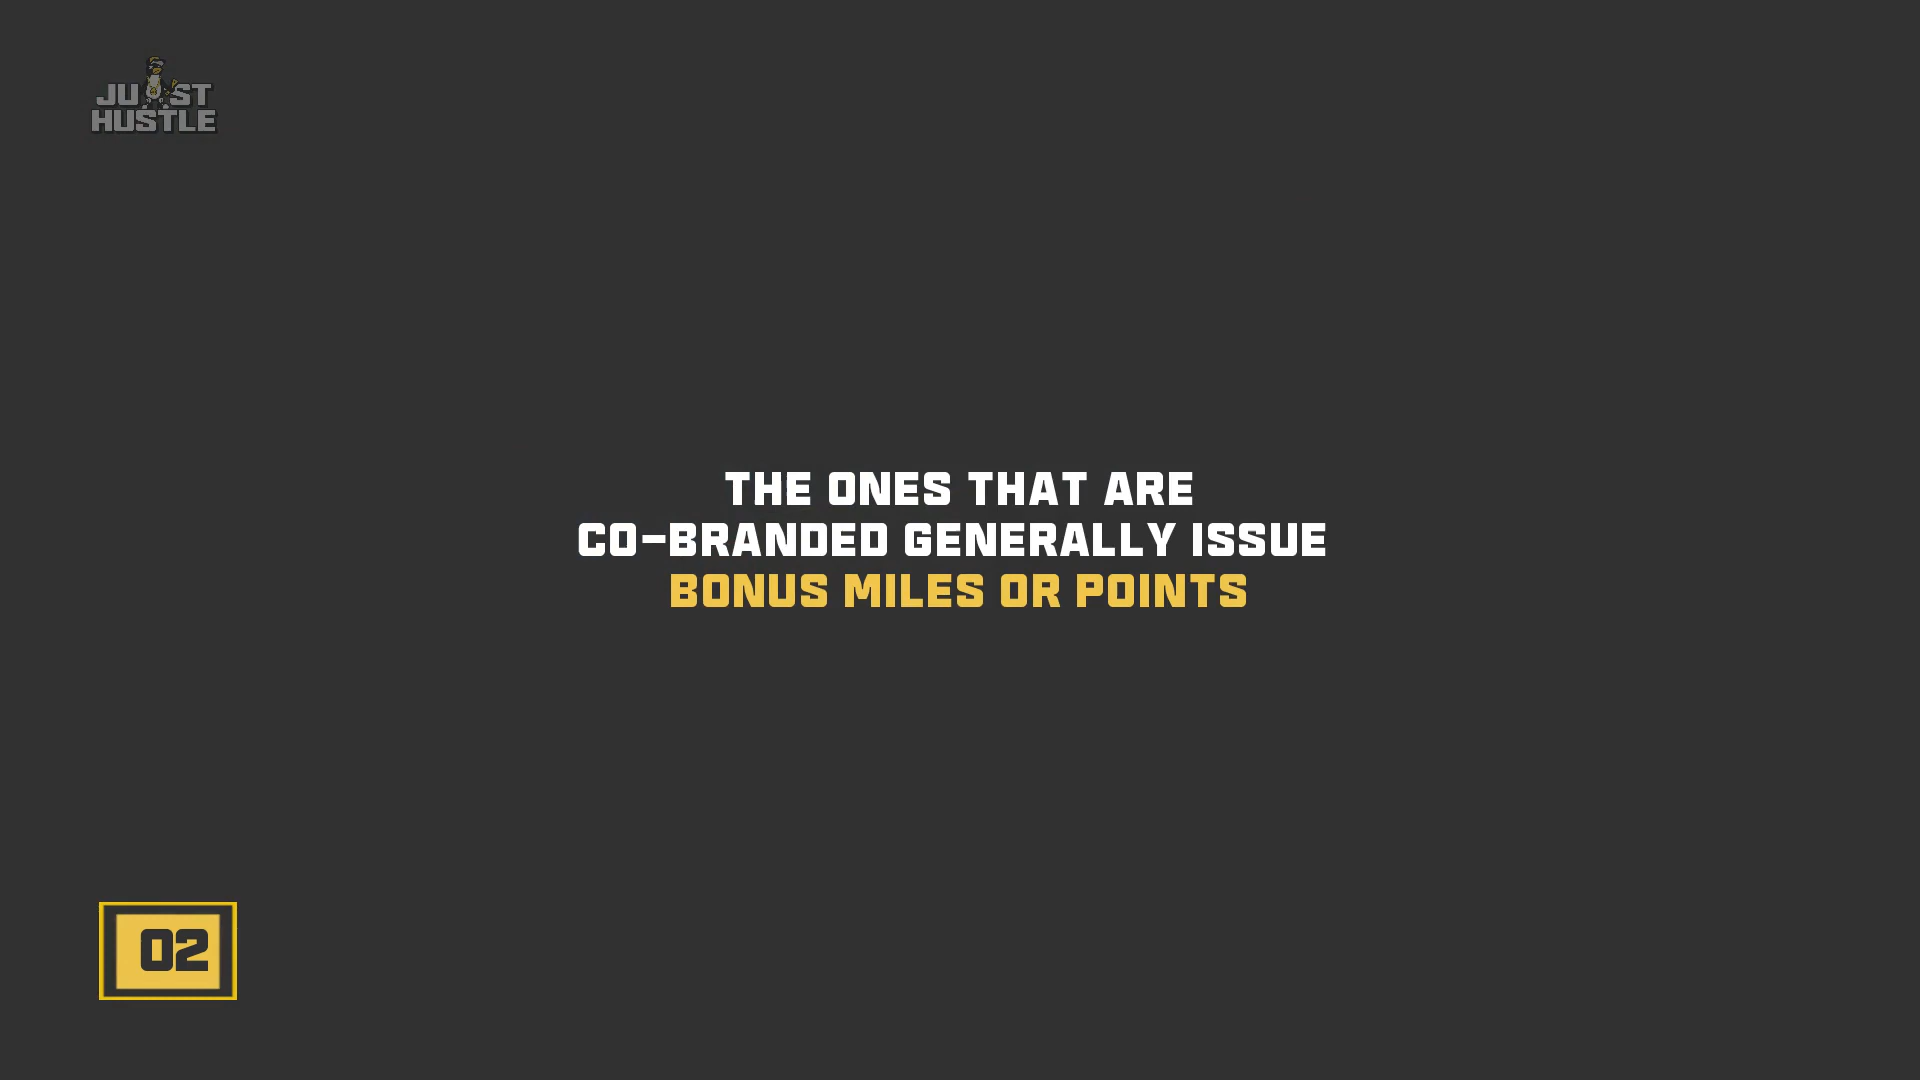 JUST
HUSTLE
THE ONES THAT ARE
CO-BRANDED GENERALLY ISSUE
BONUS MILES OR POINTS
02